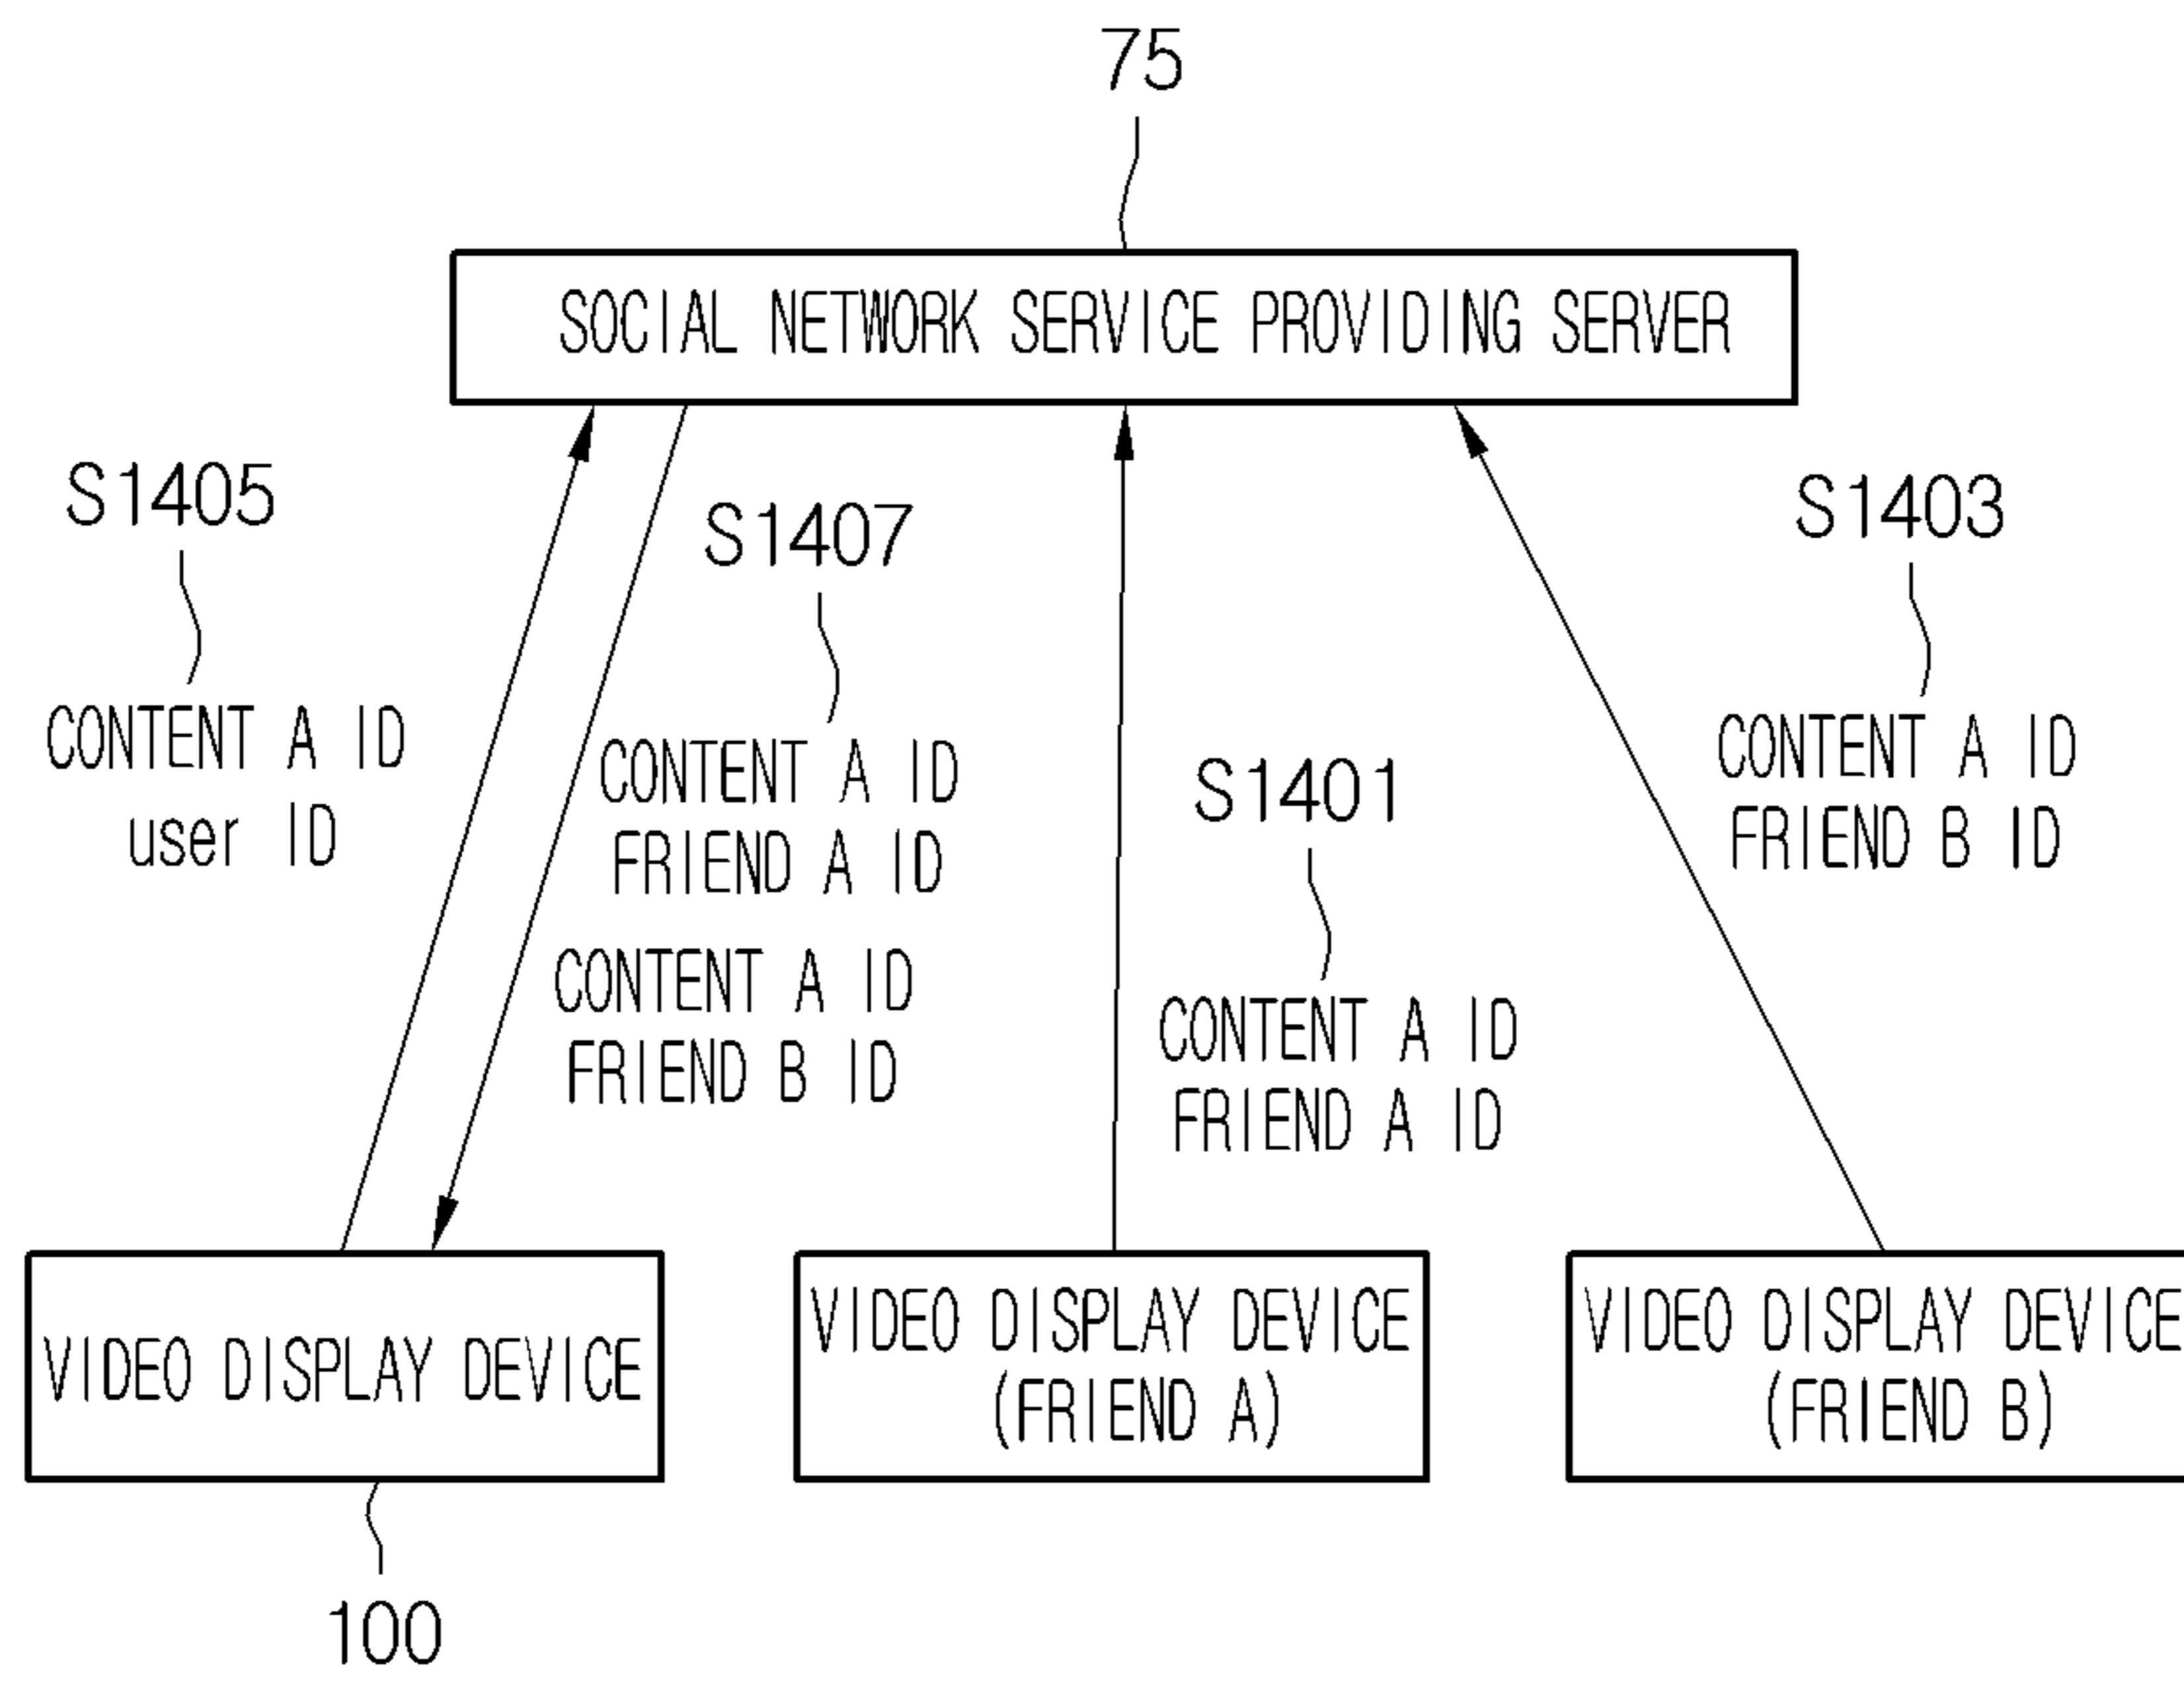 75
SOCIAL NETWORK SERVICE PROVIDING SERVER
S1405
CONTENT A ID
user ID
S1407
CONTENT A ID
FRIEND A ID
CONTENT A ID
FRIEND B ID
S1401
CONTENT A ID
FRIEND A ID
S1403
CONTENT A ID
FRIEND B ID
VIDEO DISPLAY DEVICE
100
VIDEO DISPLAY DEVICE
(FRIEND A)
VIDEO DISPLAY DEVICE
(FRIEND B)